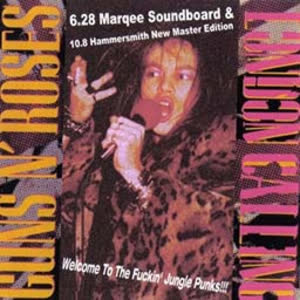 6.28 Marqee Soundboard &
10.8 Hammersmith New Master Edition
GUNS N' ROSES
LONDON CALLING
Welcome To The Fuckin' Jungle Punks!!!